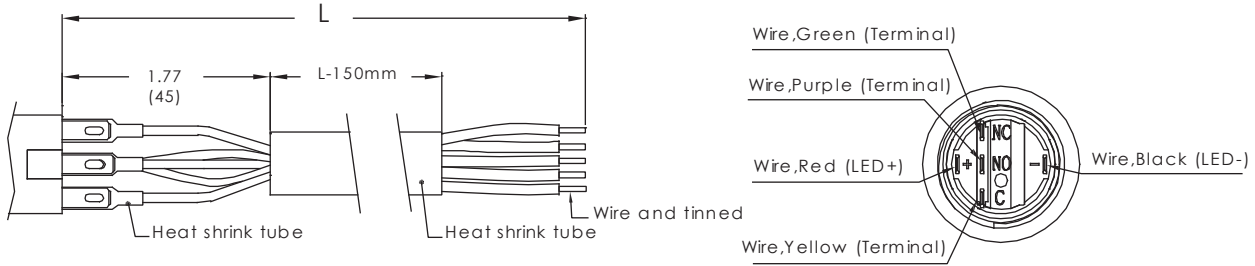 L
1.77
(45)
L-150mm
Heat shrink tube
Heat shrink tube
Wire and tinned
Wire,Green (Terminal)
Wire,Purple (Terminal)
Wire,Red (LED+)
Wire,Yellow (Terminal)
Wire,Black (LED-)
NC
+ NO -
C